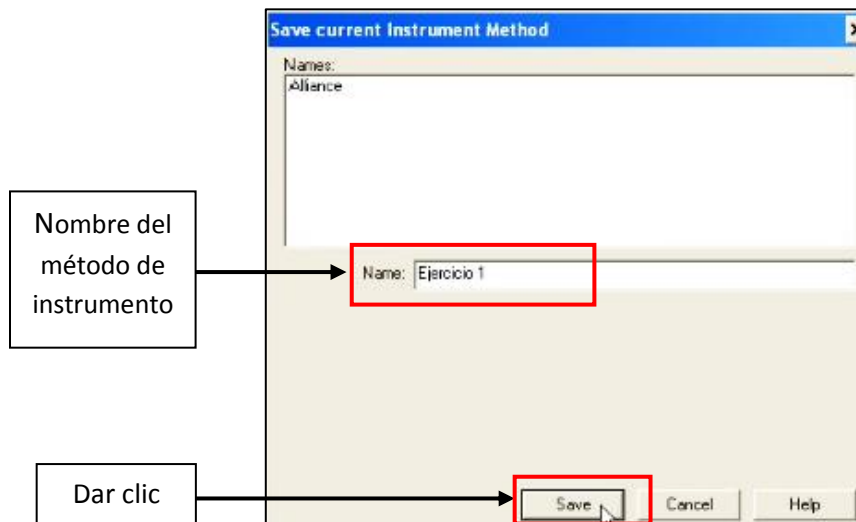 Save current Instrument Method
Names:
Alliance
Nombre del
método de
instrumento
Name: Ejercicio 1
Dar clic
Save
Cancel
Help